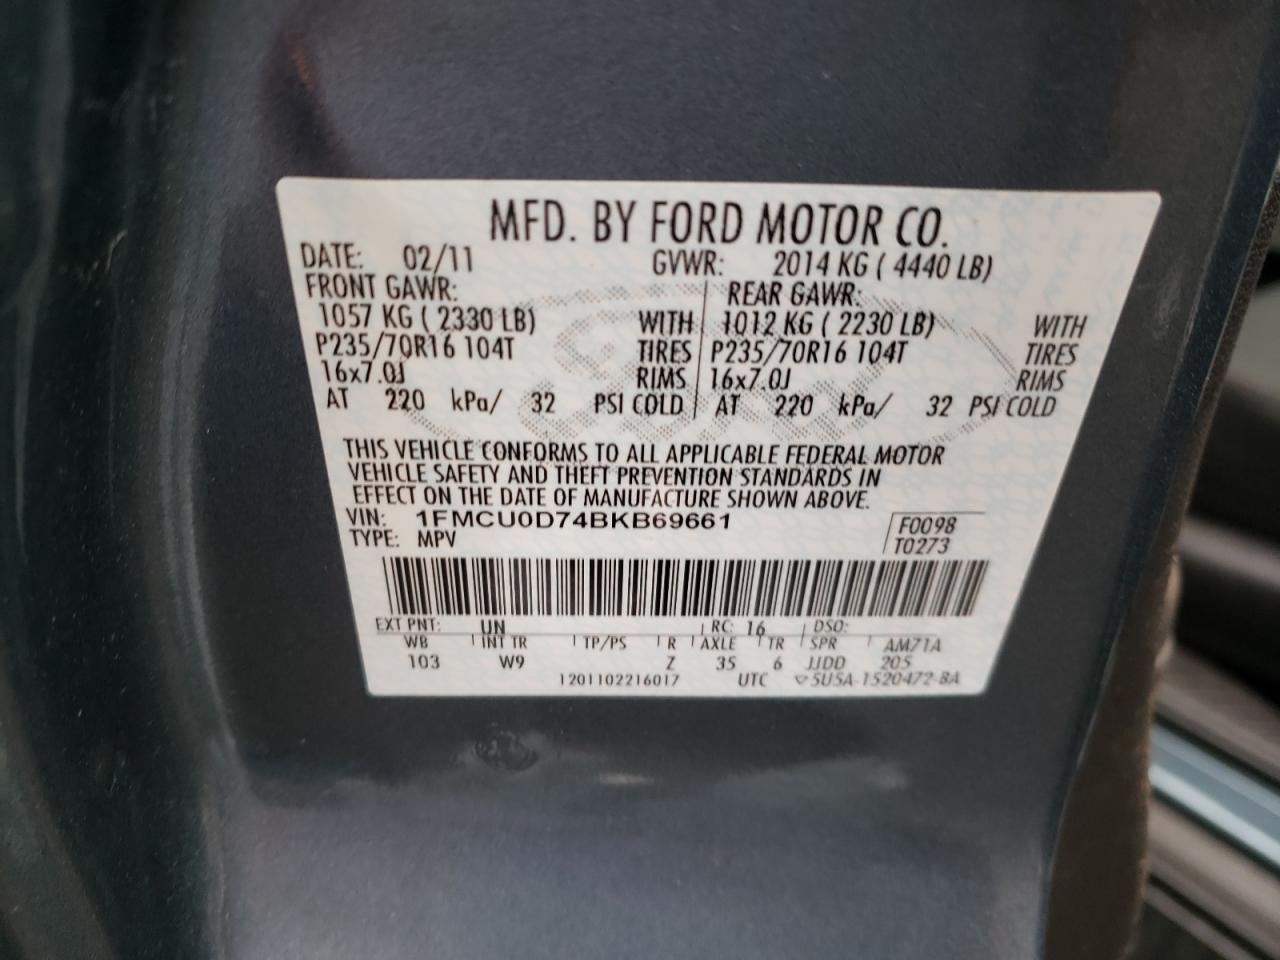 MFD. BY FORD MOTOR CO.
DATE: 02/11 GVWR: 2014 KG ( 4440 LB)
FRONT GAWR: REAR GAWR:
1057 KG ( 2330 LB) WITH 1012 KG ( 2230 LB) WITH
P235/70R16 104T TIRES P235/70R16 104T TIRES
16x7.0J RIMS 16x7.0J RIMS
AT 220 kPa/ 32 PSI COLD AT 220 kPa/ 32 PSI COLD
THIS VEHICLE CONFORMS TO ALL APPLICABLE FEDERAL MOTOR
VEHICLE SAFETY AND THEFT PREVENTION STANDARDS IN
EFFECT ON THE DATE OF MANUFACTURE SHOWN ABOVE.
VIN: 1FMCU0D74BKB69661 F0098
TYPE: MPV T0273
EXT PNT: UN RC: 16 DSO:
WB INT TR TP/PS R AXLE TR SPR AM71A
103 W9 Z 35 6 JJDD 205
1201102216017 UTC ▽5U5A-1520472-BA